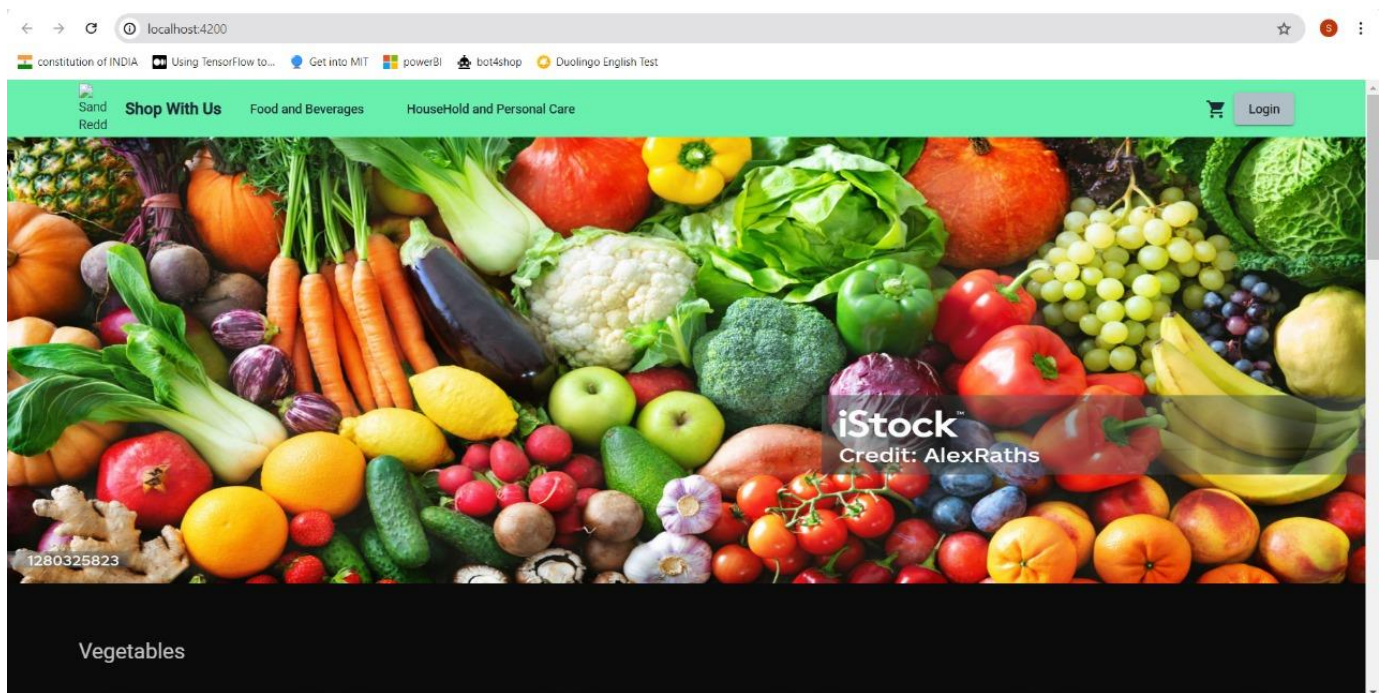 localhost:4200
S
constitution of INDIA Using TensorFlow to... Get into MIT powerBI bot4shop Duolingo English Test
Sand
Redd
Shop With Us Food and Beverages HouseHold and Personal Care Login
iStock™
Credit: AlexRaths
1280325823
Vegetables